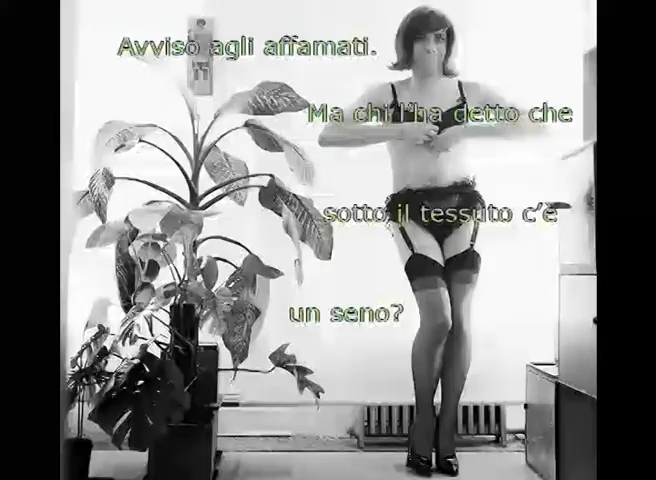 Avviso agli affamati.
Ma chi l'ha detto che
sotto il tessuto c'è
un seno?